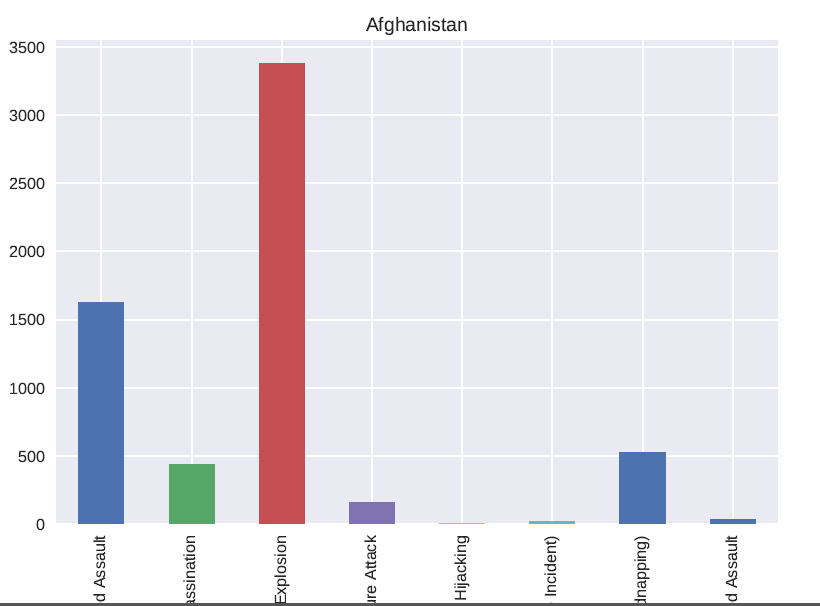 Afghanistan
3500
3000
2500
2000
1500
1000
500
0
d Assault
assination
Explosion
ure Attack
Hijacking
Incident)
dnapping)
d Assault